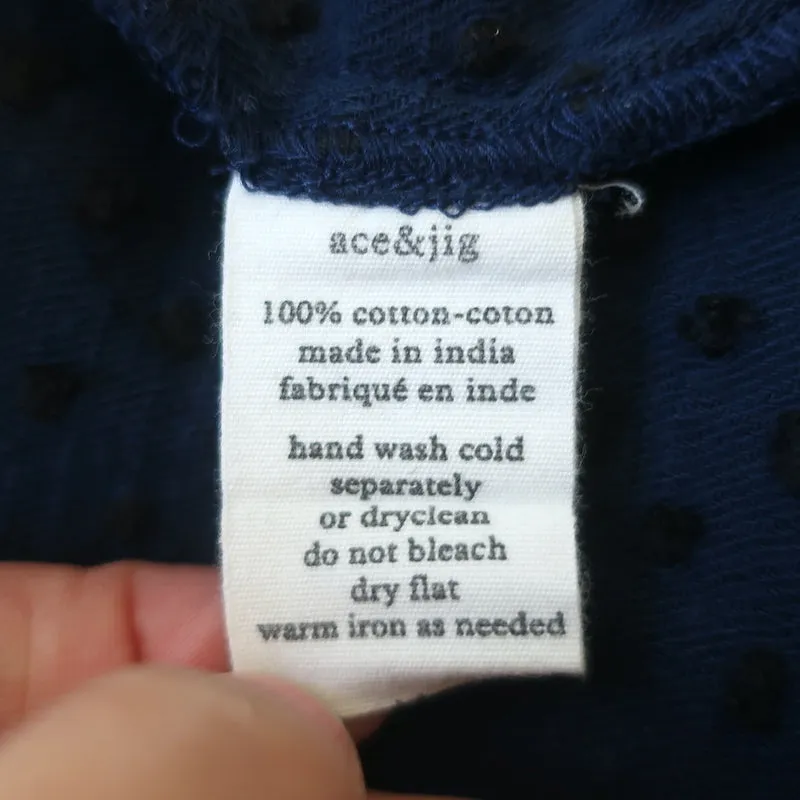 ace&jig
100% cotton-coton
made in india
fabriqué en inde
hand wash cold
separately
or dryclean
do not bleach
dry flat
warm iron as needed